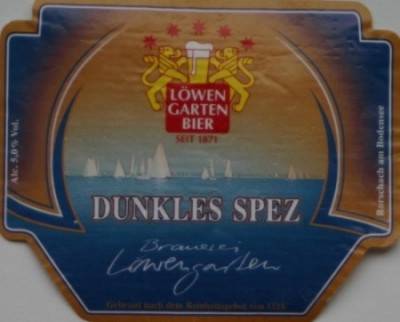 LÖWEN
GARTEN
BIER
SEIT 1871
Alc. 5,0% Vol.
Rorschach am Bodensee
DUNKLES SPEZ
Brauerei
Löwengarten
Gebraut nach dem Reinheitsgebot von 1516